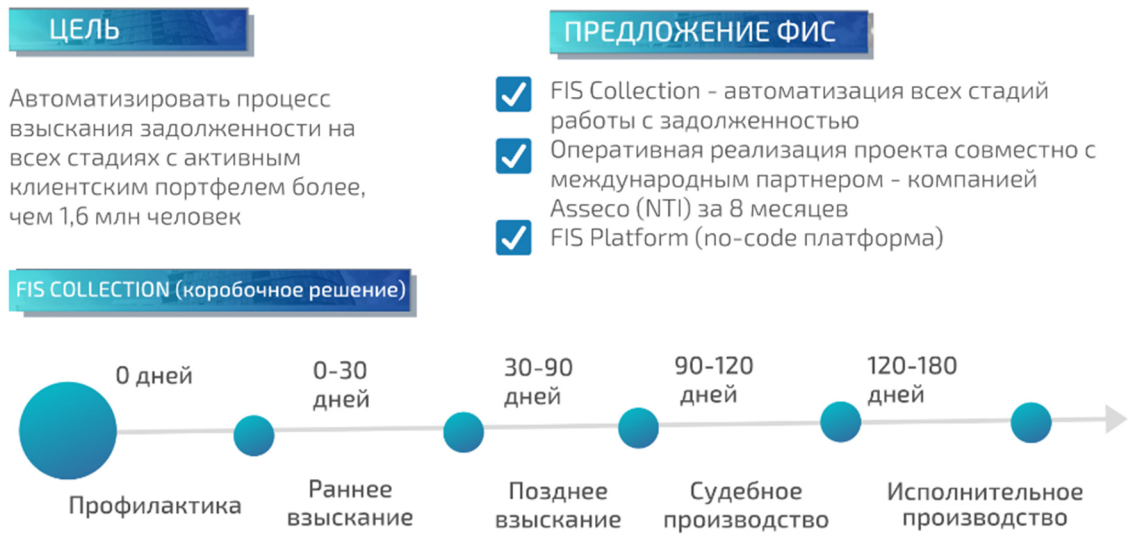 ЦЕЛЬ
Автоматизировать процесс
взыскания задолженности на
всех стадиях с активным
клиентским портфелем более,
чем 1,6 млн человек
ПРЕДЛОЖЕНИЕ ФИС
FIS Collection - автоматизация всех стадий
работы с задолженностью
Оперативная реализация проекта совместно с
международным партнером - компанией
Asseco (NTI) за 8 месяцев
FIS Platform (no-code платформа)
FIS COLLECTION (коробочное решение)
0 дней
0-30
дней
30-90
дней
90-120
дней
120-180
дней
Профилактика
Раннее
взыскание
Позднее
взыскание
Судебное
производство
Исполнительное
производство